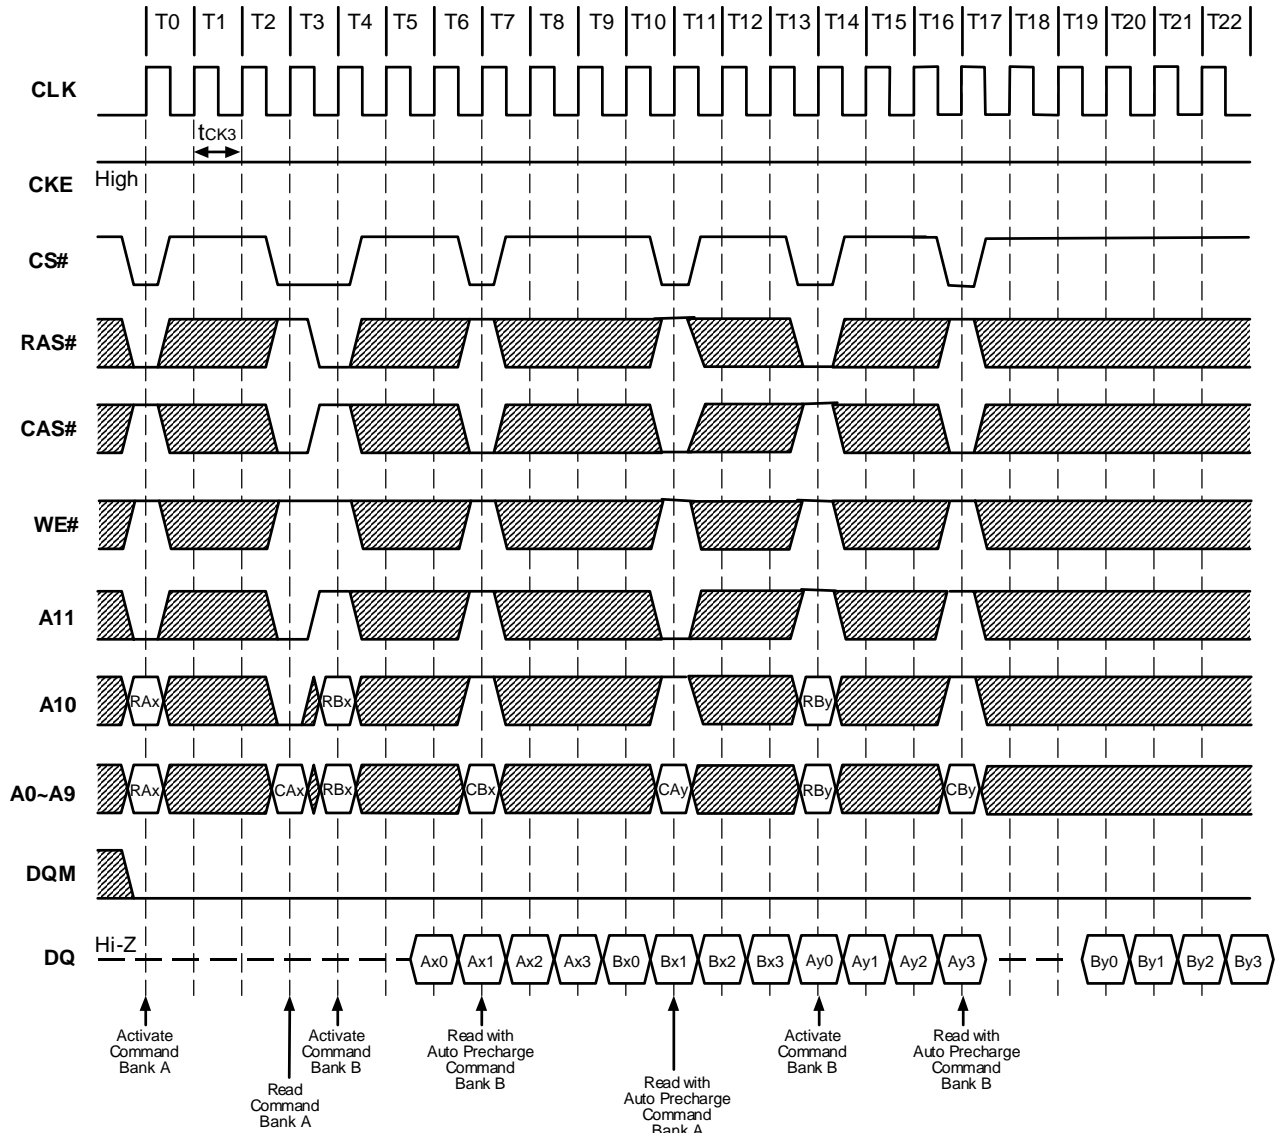 T0 T1 T2 T3 T4 T5 T6 T7 T8 T9 T10 T11 T12 T13 T14 T15 T16 T17 T18 T19 T20 T21 T22
CLK
tCK3
CKE High
CS#
RAS#
CAS#
WE#
A11
A10 RAx RBx RBy
A0~A9 RAx CAx RBx CBx CAy RBy CBy
DQM
DQ Hi-Z Ax0 Ax1 Ax2 Ax3 Bx0 Bx1 Bx2 Bx3 Ay0 Ay1 Ay2 Ay3 By0 By1 By2 By3
Activate
Command
Bank A
Read
Command
Bank A
Activate
Command
Bank B
Read with
Auto Precharge
Command
Bank B
Read with
Auto Precharge
Command
Bank A
Activate
Command
Bank B
Read with
Auto Precharge
Command
Bank B